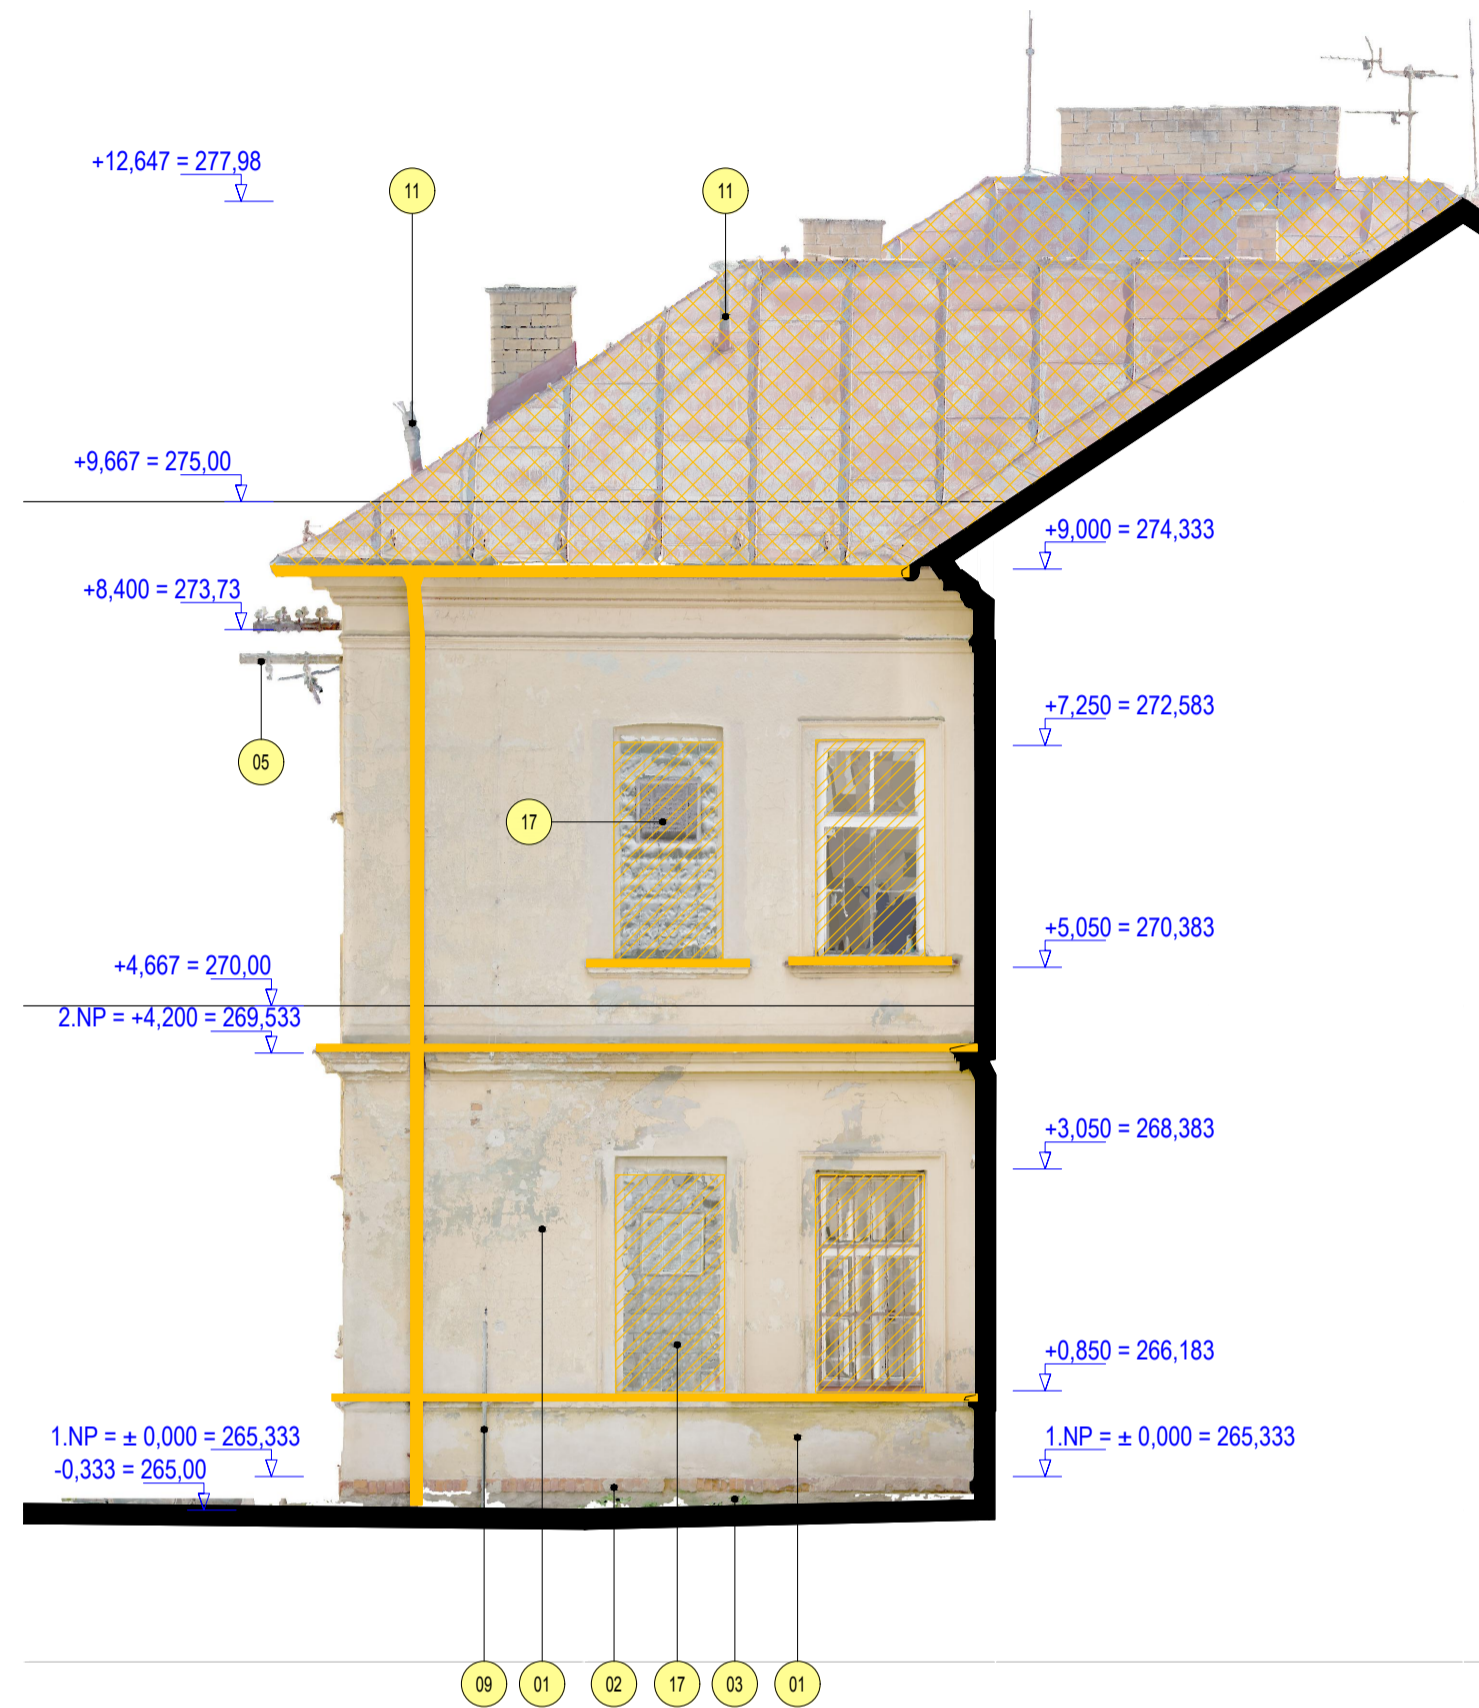 +12,647 = 277,98
11
11
+9,667 = 275,00
+9,000 = 274,333
+8,400 = 273,73
+7,250 = 272,583
05
17
+5,050 = 270,383
+4,667 = 270,00
2.NP = +4,200 = 269,533
+3,050 = 268,383
+0,850 = 266,183
1.NP = ± 0,000 = 265,333
1.NP = ± 0,000 = 265,333
-0,333 = 265,00
09
01
02
17
03
01